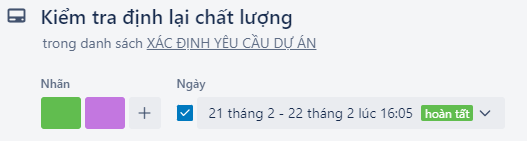 Kiểm tra định lại chất lượng
trong danh sách XÁC ĐỊNH YÊU CẦU DỰ ÁN
Nhãn Ngày
+ 21 tháng 2 - 22 tháng 2 lúc 16:05 hoàn tất